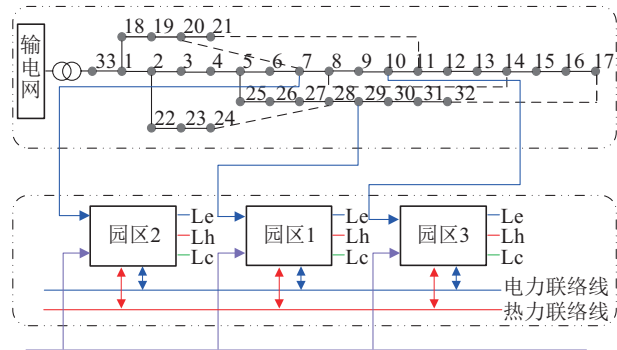 输电网
18 19 20 21
33 1 2 3 4 5 6 7 8 9 10 11 12 13 14 15 16 17
25 26 27 28 29 30 31 32
22 23 24
园区2 Le Lh Lc
园区1 Le Lh Lc
园区3 Le Lh Lc
电力联络线
热力联络线